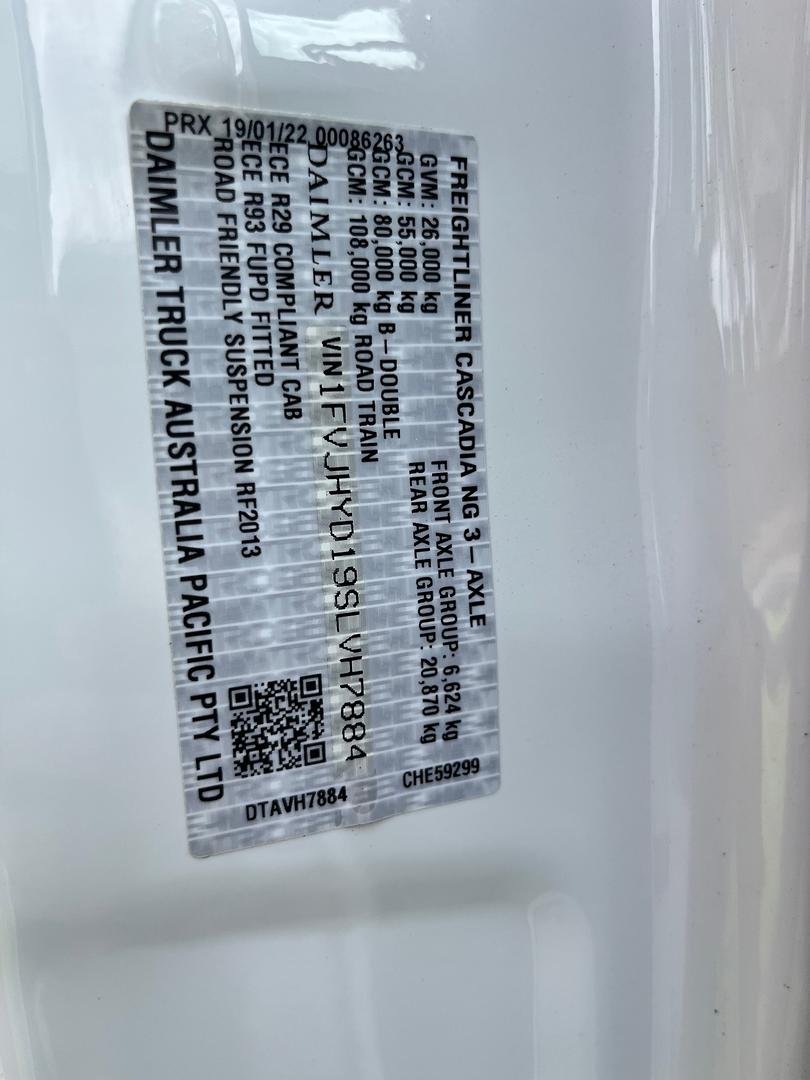 FREIGHTLINER CASCADIA NG 3-AXLE
GVM: 26,000 kg FRONT AXLE GROUP: 6,624 kg
GCM: 55,000 kg REAR AXLE GROUP: 20,870 kg
GCM: 80,000 kg B-DOUBLE
GCM: 108,000 kg ROAD TRAIN
CHE59299
DAIMLER VIN1FVJHYD19SLVH7884
ECE R29 COMPLIANT CAB
ECE R93 FUPD FITTED
ROAD FRIENDLY SUSPENSION RF2013
DTAVH7884
DAIMLER TRUCK AUSTRALIA PACIFIC PTY LTD
PRX 19/01/22 00086263